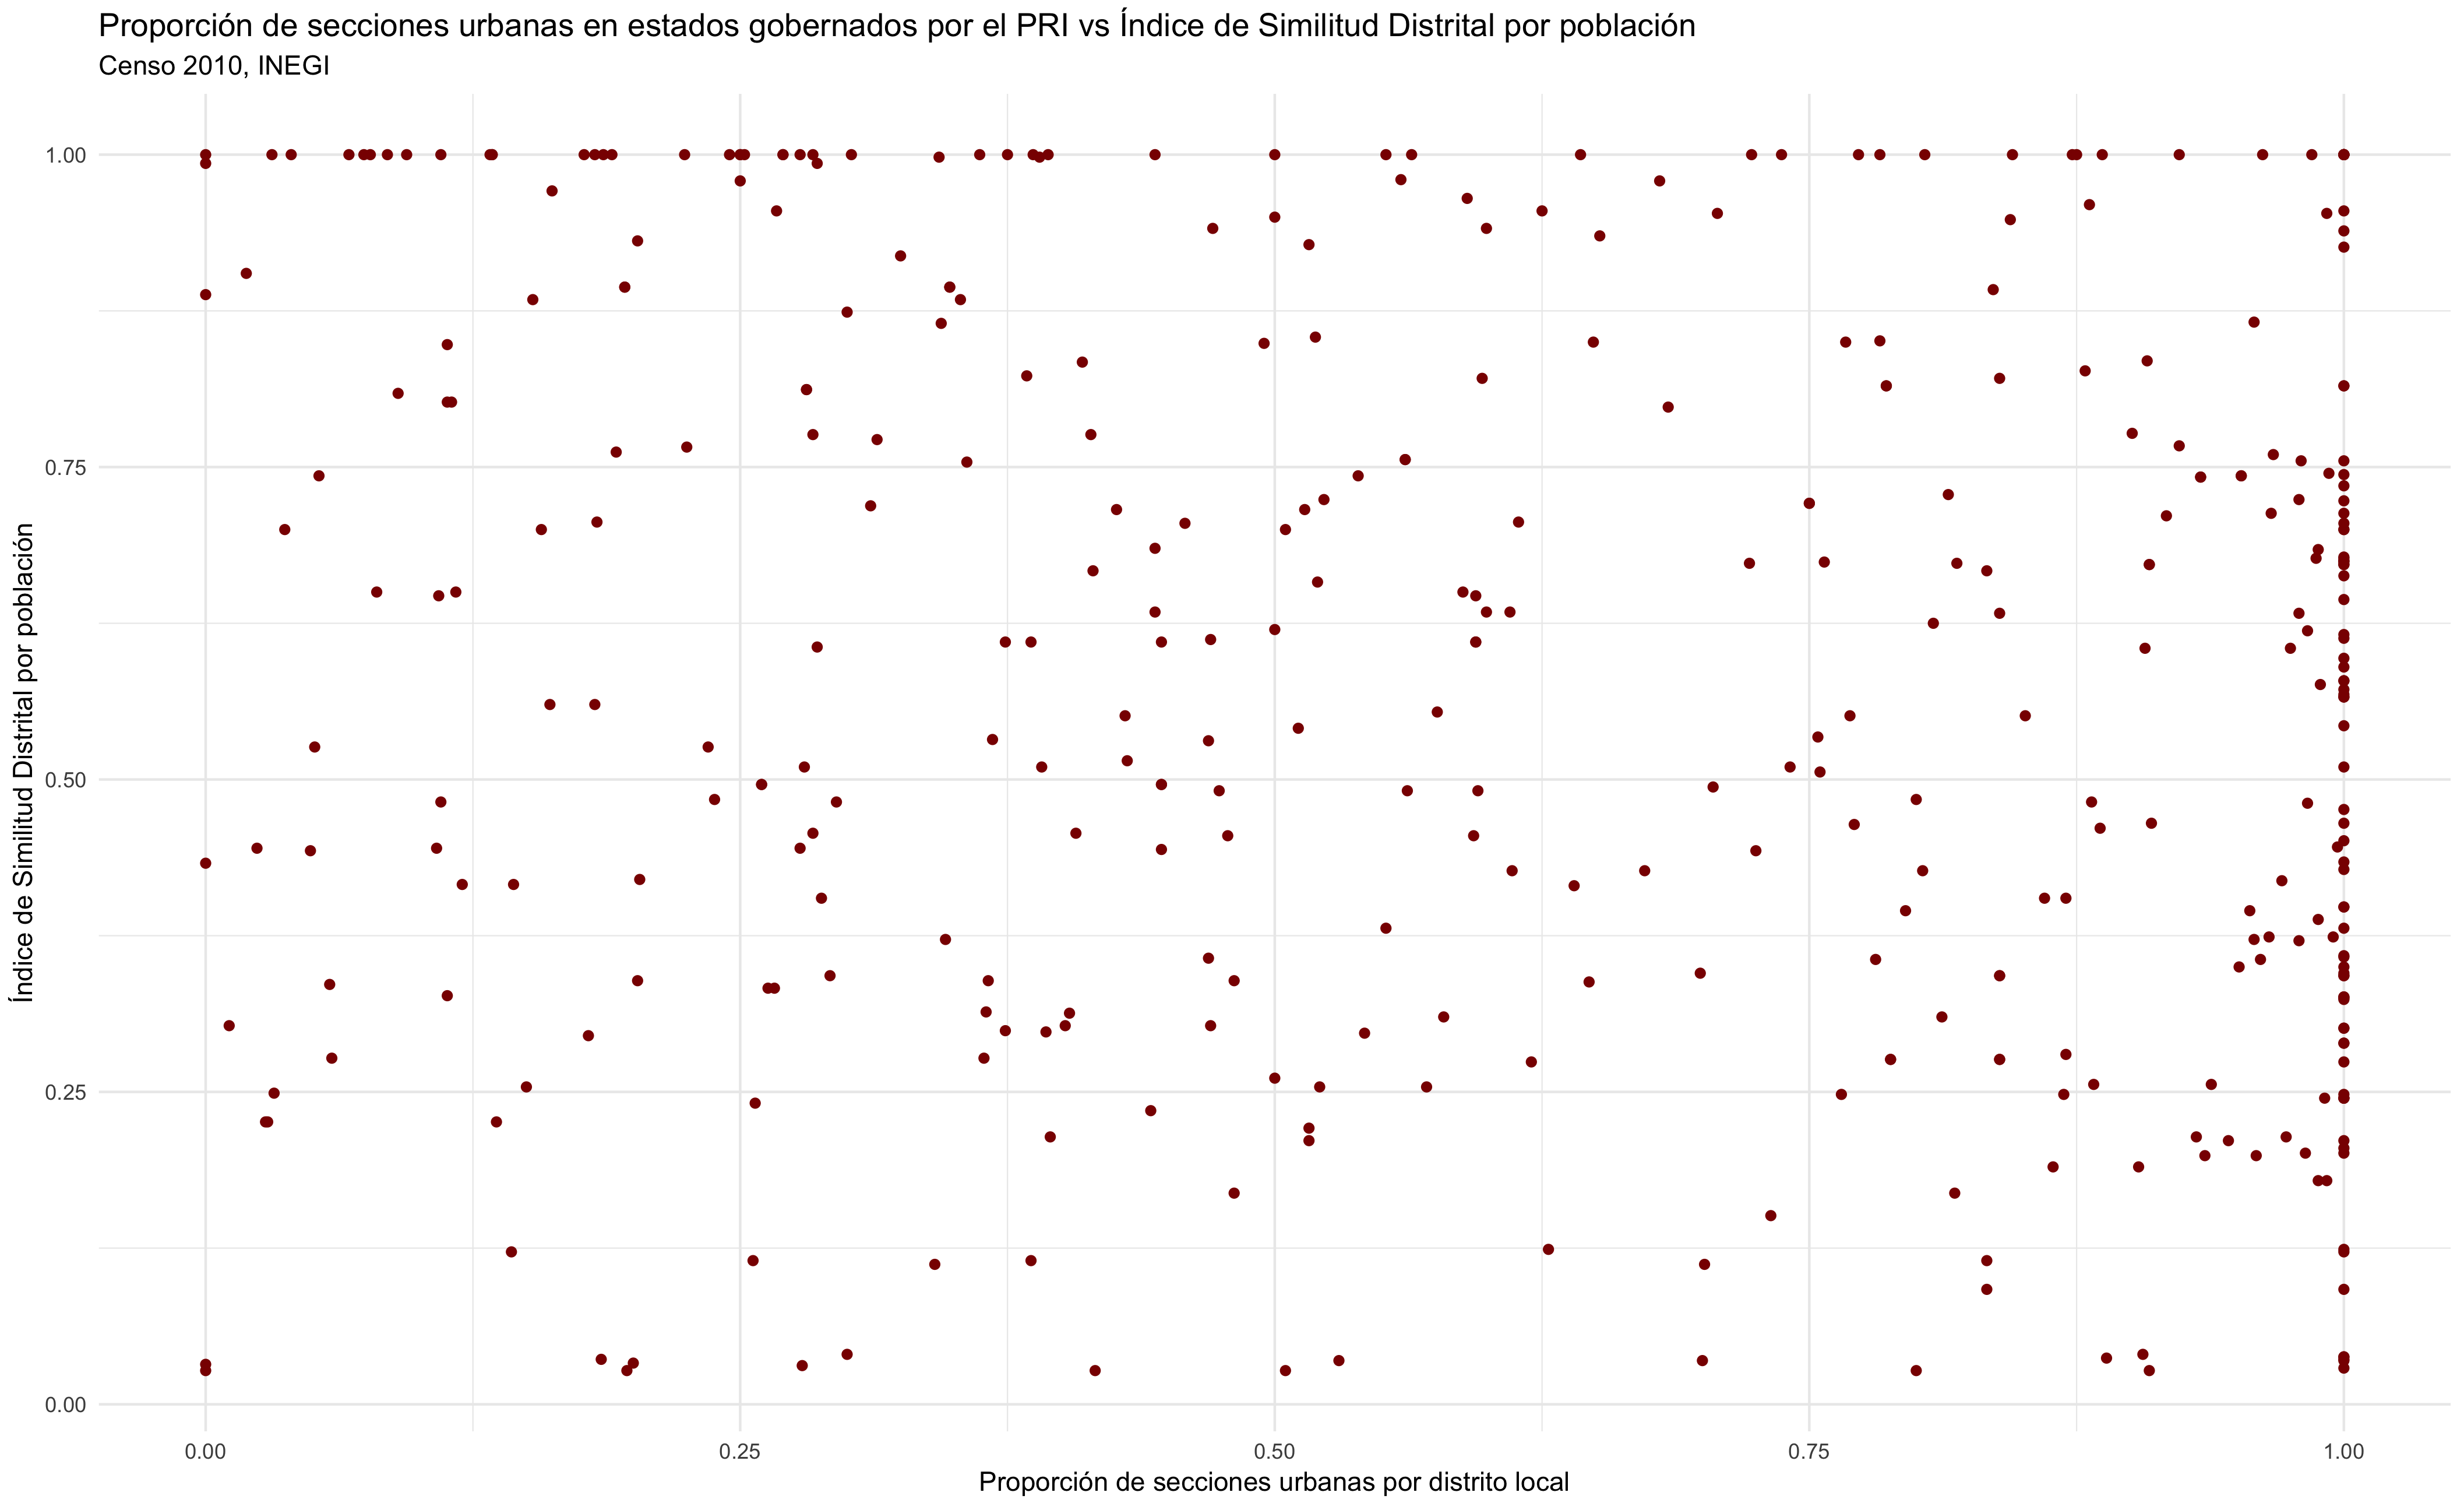 Proporción de secciones urbanas en estados gobernados por el PRI vs Índice de Similitud Distrital por población
Censo 2010, INEGI
Índice de Similitud Distrital por población
1.00
0.75
0.50
0.25
0.00
0.00
0.25
0.50
0.75
1.00
Proporción de secciones urbanas por distrito local